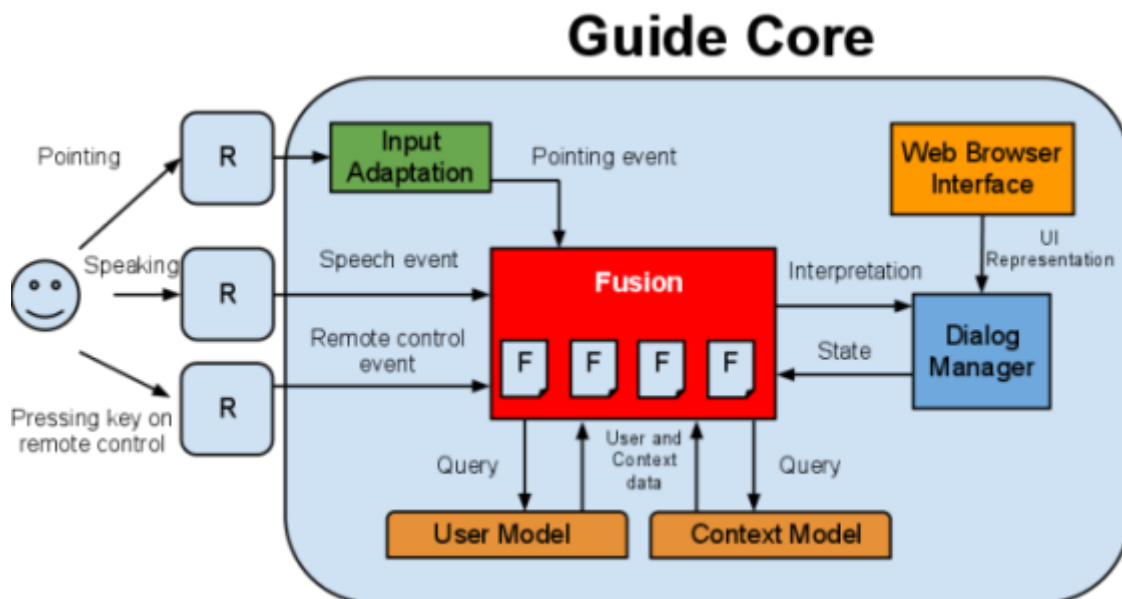 Guide Core
Pointing
R
Input
Adaptation
Pointing event
Web Browser
Interface
Speaking
R
Speech event
Fusion
Interpretation
UI
Representation
Remote control
event
F
F
F
F
State
Dialog
Manager
R
Pressing key on
remote control
Query
User and
Context
data
Query
User Model
Context Model